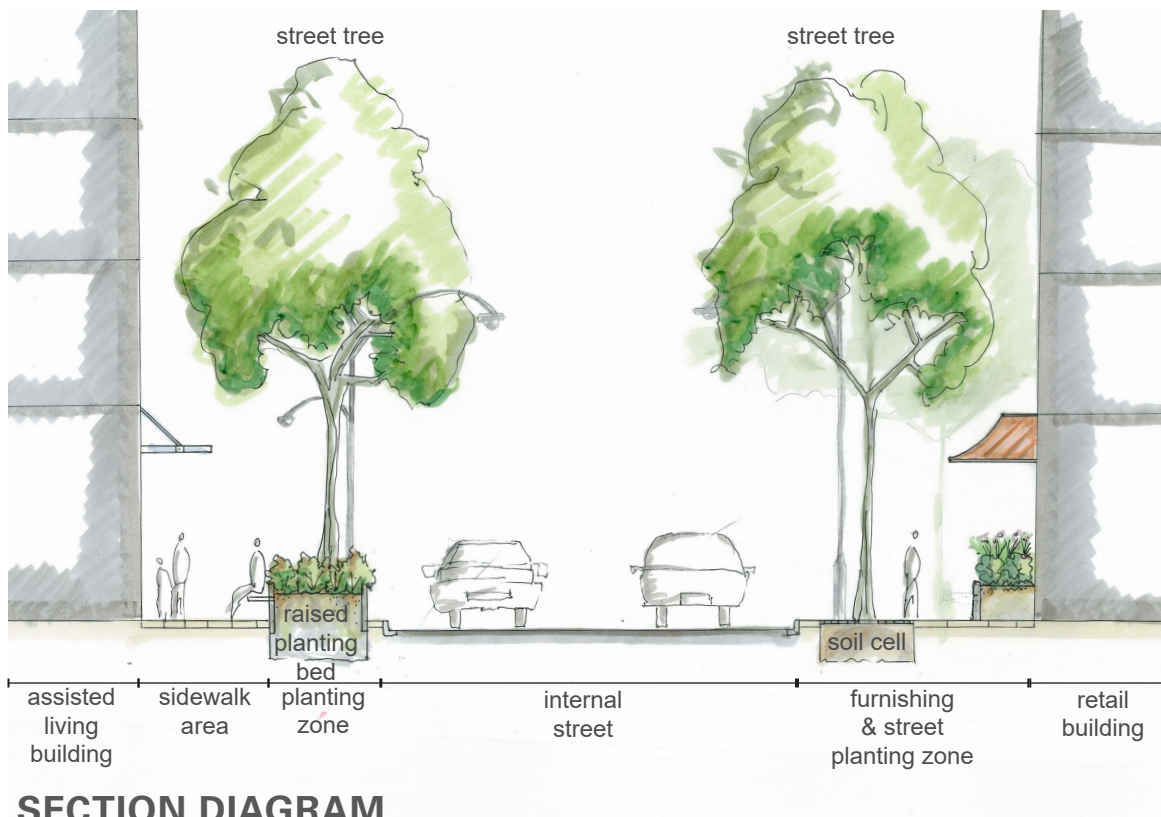 street tree
street tree
raised
planting
bed
soil cell
assisted
living
building
sidewalk
area
planting
zone
internal
street
furnishing
& street
planting zone
retail
building
SECTION DIAGRAM